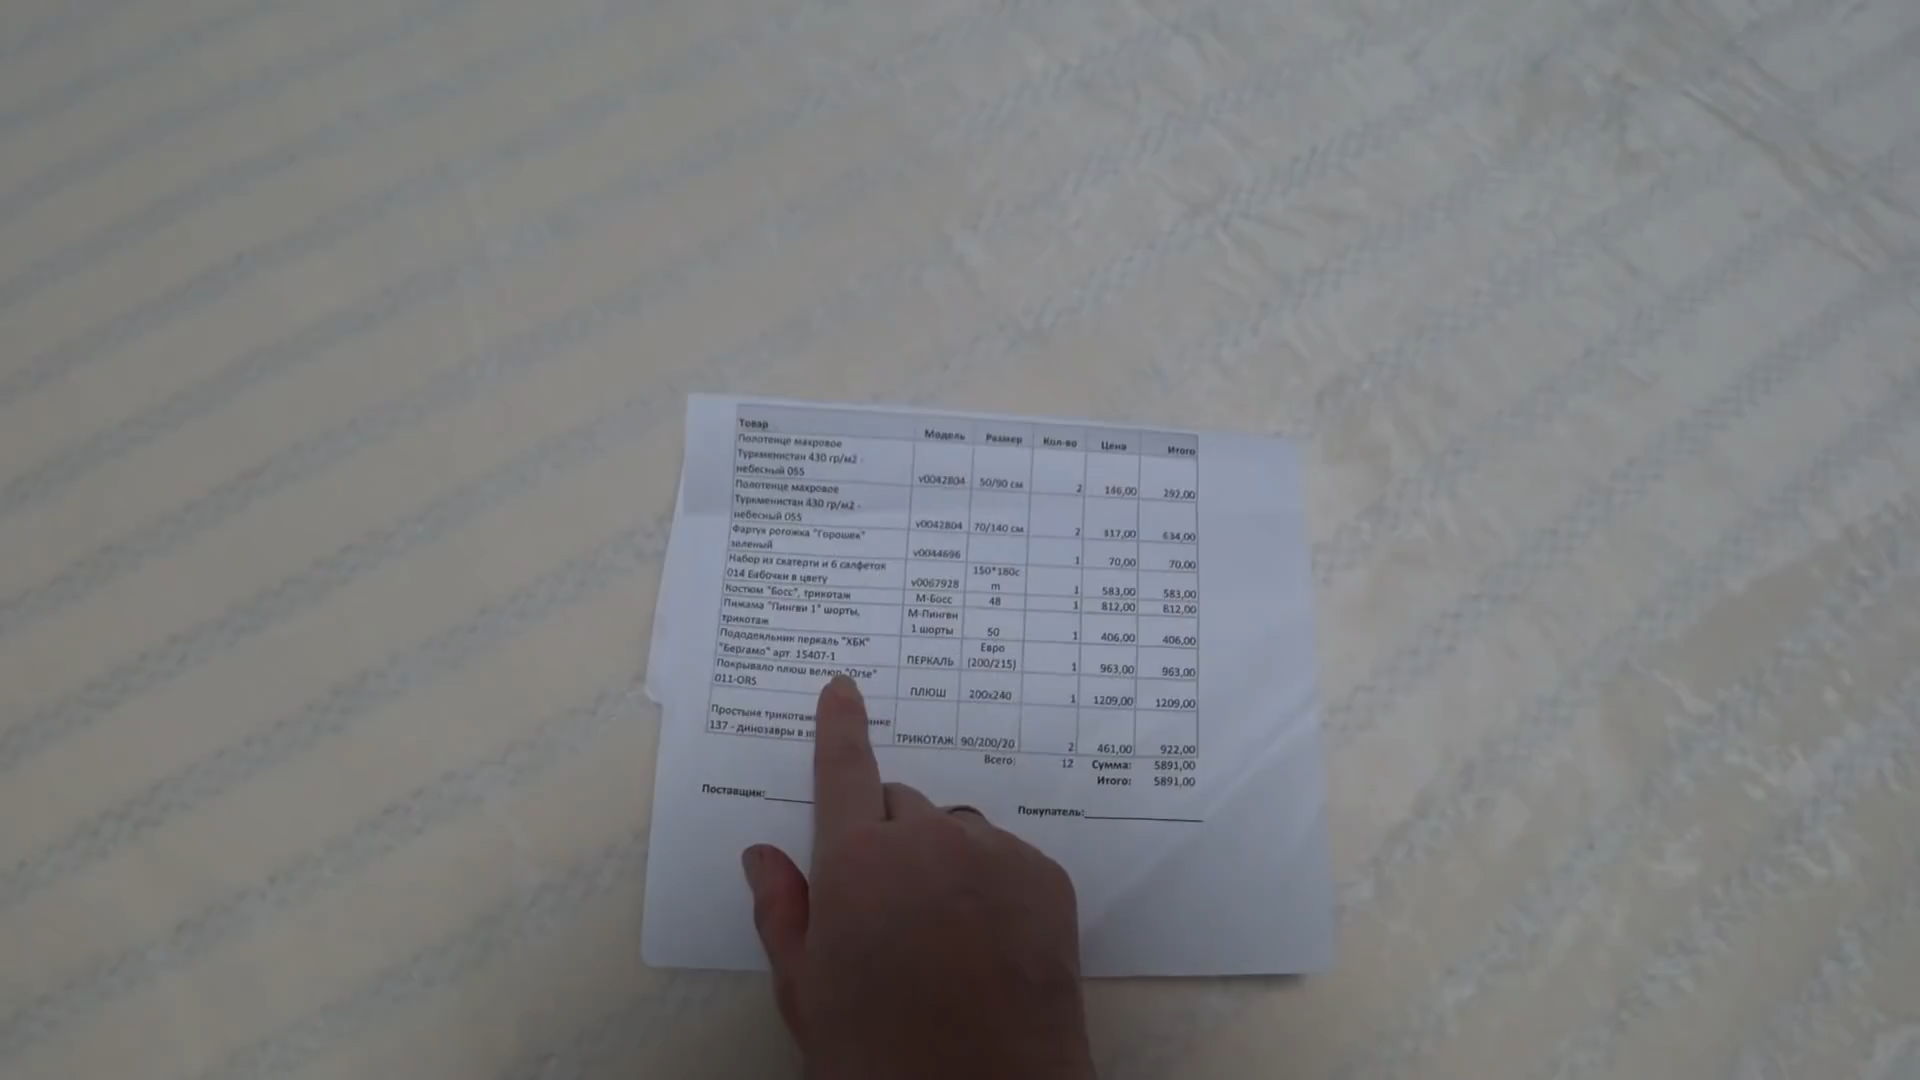 Товар Модель Размер Кол-во Цена Итого
Полотенце махровое
Туркменистан 430 гр/м2 -
небесный 055 v0042804 50/90 см 2 146,00 292,00
Полотенце махровое
Туркменистан 430 гр/м2 -
небесный 055 v0042804 70/140 см 2 317,00 634,00
Фартук рогожка "Горошек"
зеленый v0044696 1 70,00 70,00
Набор из скатерти и 6 салфеток 150*180с
014 Бабочки в цвету v0067928 m 1 583,00 583,00
Костюм "Босс", трикотаж М-Босс 48 1 812,00 812,00
Пижама "Пингви 1" шорты, М-Пингви
трикотаж 1 шорты 50 1 406,00 406,00
Пододеяльник перкаль "ХБК" Евро
"Бергамо" арт. 15407-1 ПЕРКАЛЬ (200/215) 1 963,00 963,00
Покрывало плюш велюр "Orse"
011-ORS ПЛЮШ 200x240 1 1209,00 1209,00
Простыня
137 - динозавры в ТРИКОТАЖ 90/200/20 2 461,00 922,00
Всего: 12 Сумма: 5891,00
Итого: 5891,00
Поставщик: Покупатель: